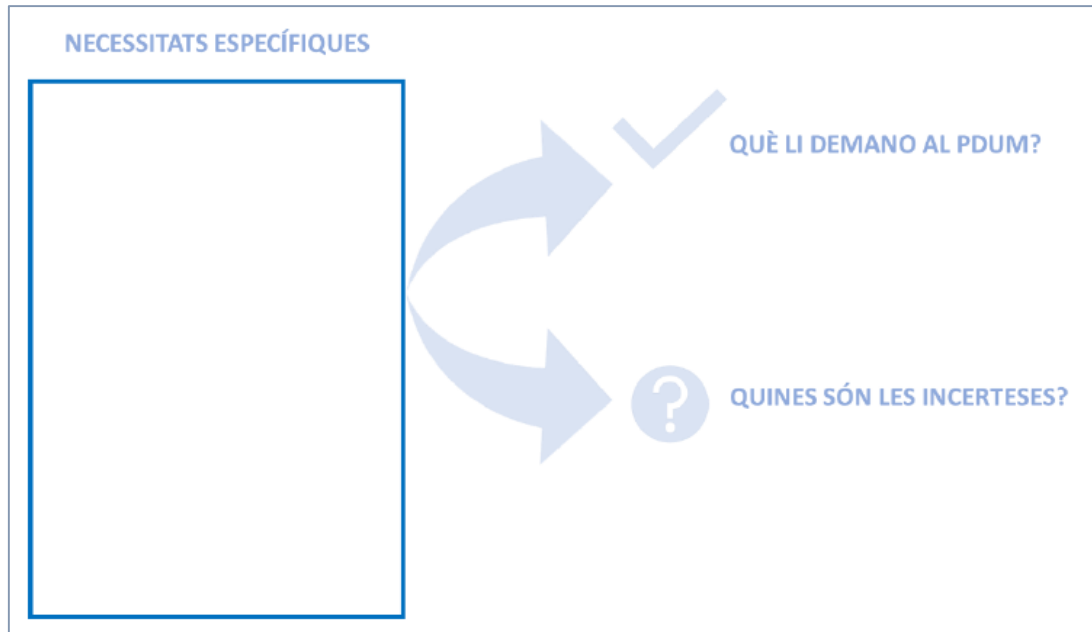 NECESSITATS ESPECÍFIQUES
QUÈ LI DEMANO AL PDUM?
?
QUINES SÓN LES INCERTESES?